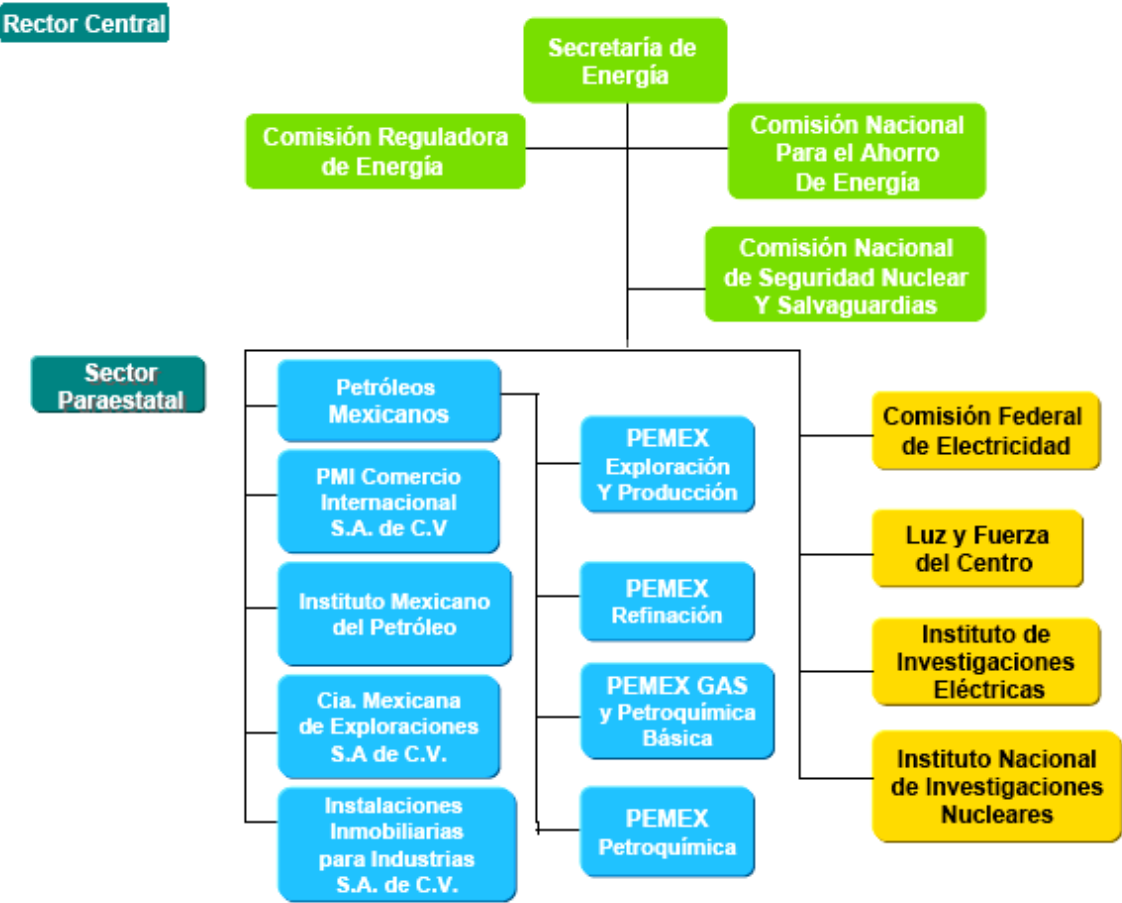 Rector Central
Secretaría de
Energía
Comisión Reguladora
de Energía
Comisión Nacional
Para el Ahorro
De Energía
Comisión Nacional
de Seguridad Nuclear
Y Salvaguardias
Sector
Paraestatal
Petróleos
Mexicanos
PMI Comercio
Internacional
S.A. de C.V
Instituto Mexicano
del Petróleo
Cia. Mexicana
de Exploraciones
S.A de C.V.
Instalaciones
Inmobiliarias
para Industrias
S.A. de C.V.
PEMEX
Exploración
Y Producción
PEMEX
Refinación
PEMEX GAS
y Petroquímica
Básica
PEMEX
Petroquímica
Comisión Federal
de Electricidad
Luz y Fuerza
del Centro
Instituto de
Investigaciones
Eléctricas
Instituto Nacional
de Investigaciones
Nucleares